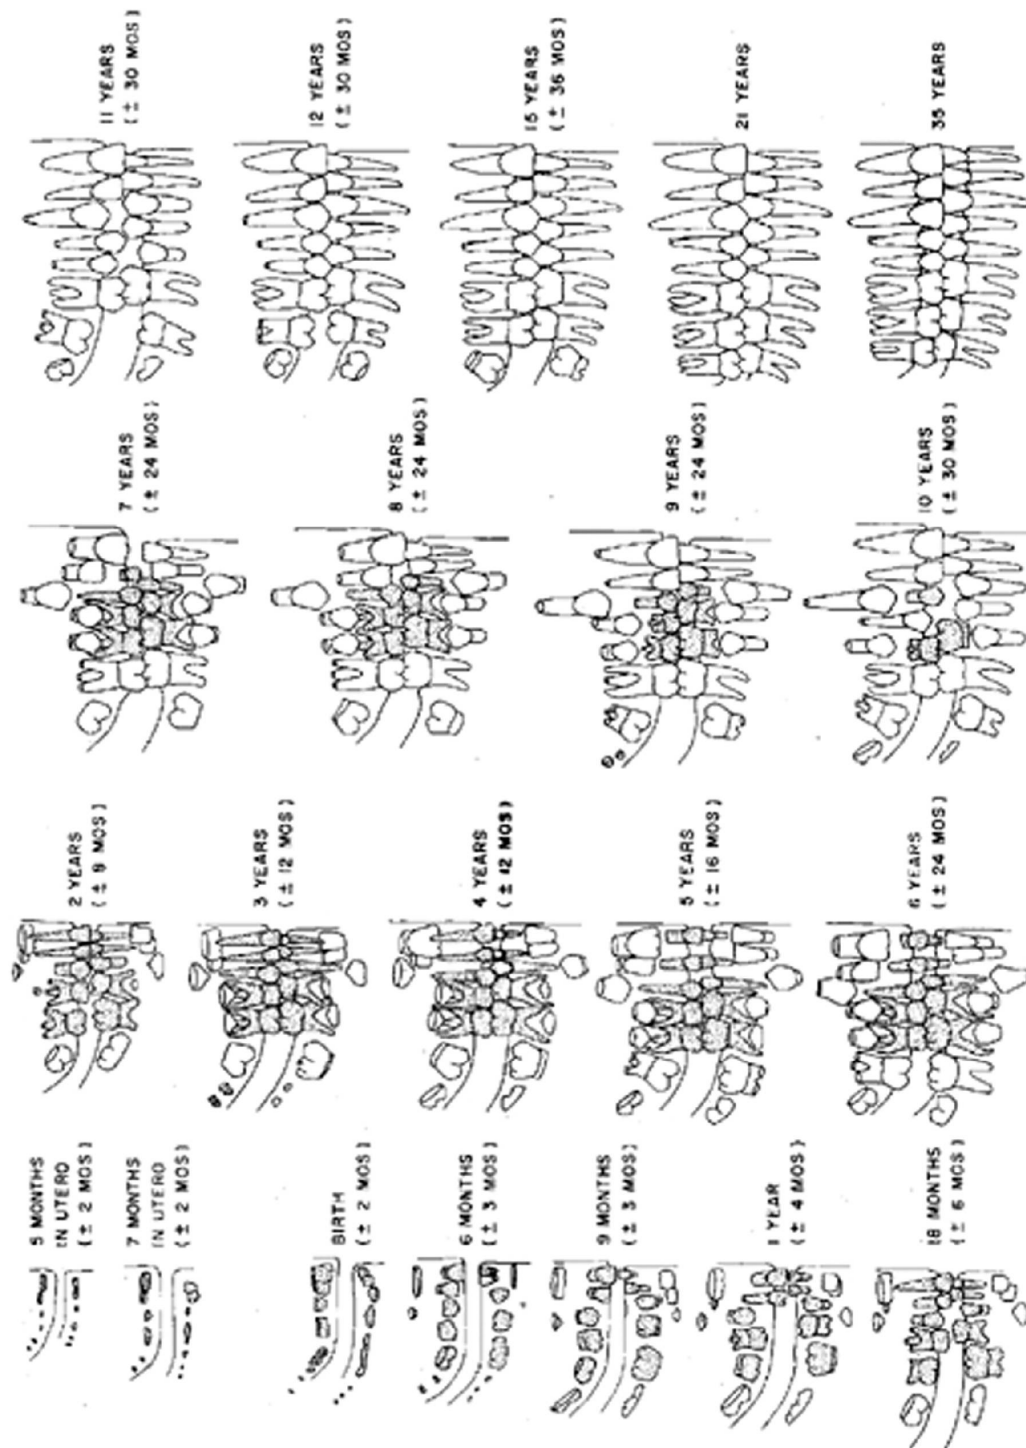 5 MONTHS
IN UTERO
(± 2 MOS)
7 MONTHS
IN UTERO
(± 2 MOS)
BIRTH
(± 2 MOS)
6 MONTHS
(± 3 MOS)
9 MONTHS
(± 3 MOS)
1 YEAR
(± 4 MOS)
18 MONTHS
(± 6 MOS)
2 YEARS
(± 8 MOS)
3 YEARS
(± 12 MOS)
4 YEARS
(± 12 MOS)
5 YEARS
(± 16 MOS)
6 YEARS
(± 24 MOS)
7 YEARS
(± 24 MOS)
8 YEARS
(± 24 MOS)
9 YEARS
(± 24 MOS)
10 YEARS
(± 30 MOS)
11 YEARS
(± 30 MOS)
12 YEARS
(± 30 MOS)
15 YEARS
(± 36 MOS)
21 YEARS
35 YEARS